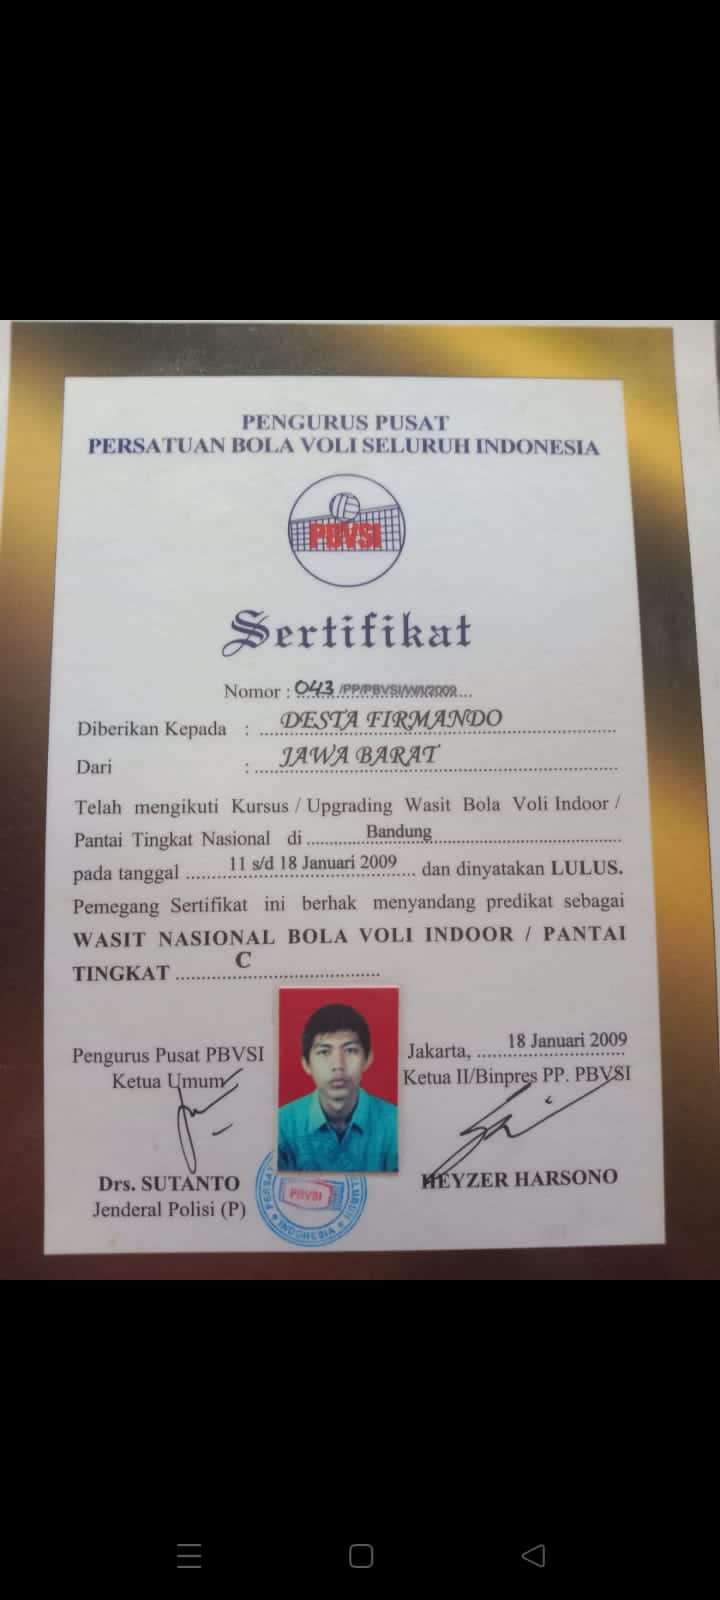 PENGURUS PUSAT
PERSATUAN BOLA VOLI SELURUH INDONESIA
PBVSI
Sertifikat
Nomor : 043 /PP/PBVSI/W/I/2009
Diberikan Kepada : DESTA FIRMANDO
Dari : JAWA BARAT
Telah mengikuti Kursus / Upgrading Wasit Bola Voli Indoor /
Pantai Tingkat Nasional di Bandung
pada tanggal 11 s/d 18 Januari 2009 dan dinyatakan LULUS.
Pemegang Sertifikat ini berhak menyandang predikat sebagai
WASIT NASIONAL BOLA VOLI INDOOR / PANTAI
TINGKAT C
Pengurus Pusat PBVSI
Ketua Umum
Drs. SUTANTO
Jenderal Polisi (P)
Jakarta, 18 Januari 2009
Ketua II/Binpres PP. PBVSI
HEYZER HARSONO
PBVSI
INDONESIA